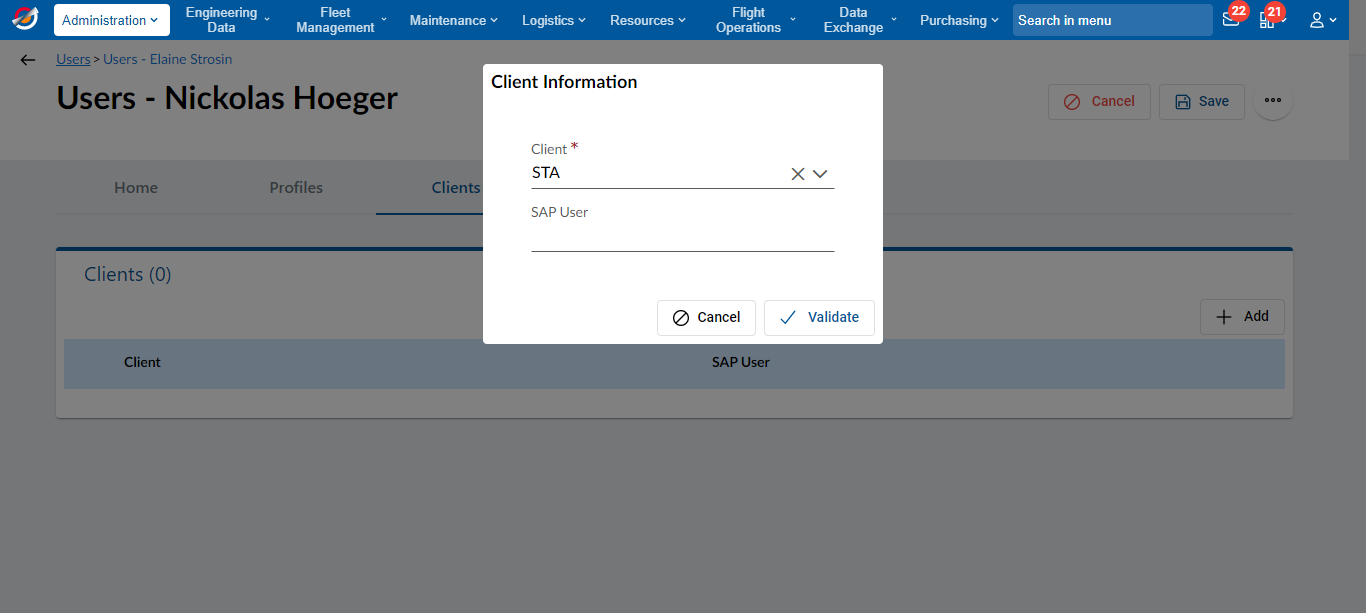 Administration
Engineering Data
Fleet Management
Maintenance
Logistics
Resources
Flight Operations
Data Exchange
Purchasing
Search in menu
22
21
Users > Users - Elaine Strosin
Users - Nickolas Hoeger
Cancel
Save
Home
Profiles
Clients
Clients (0)
Add
Client
SAP User
Client Information
Client *
STA
SAP User
Cancel
Validate